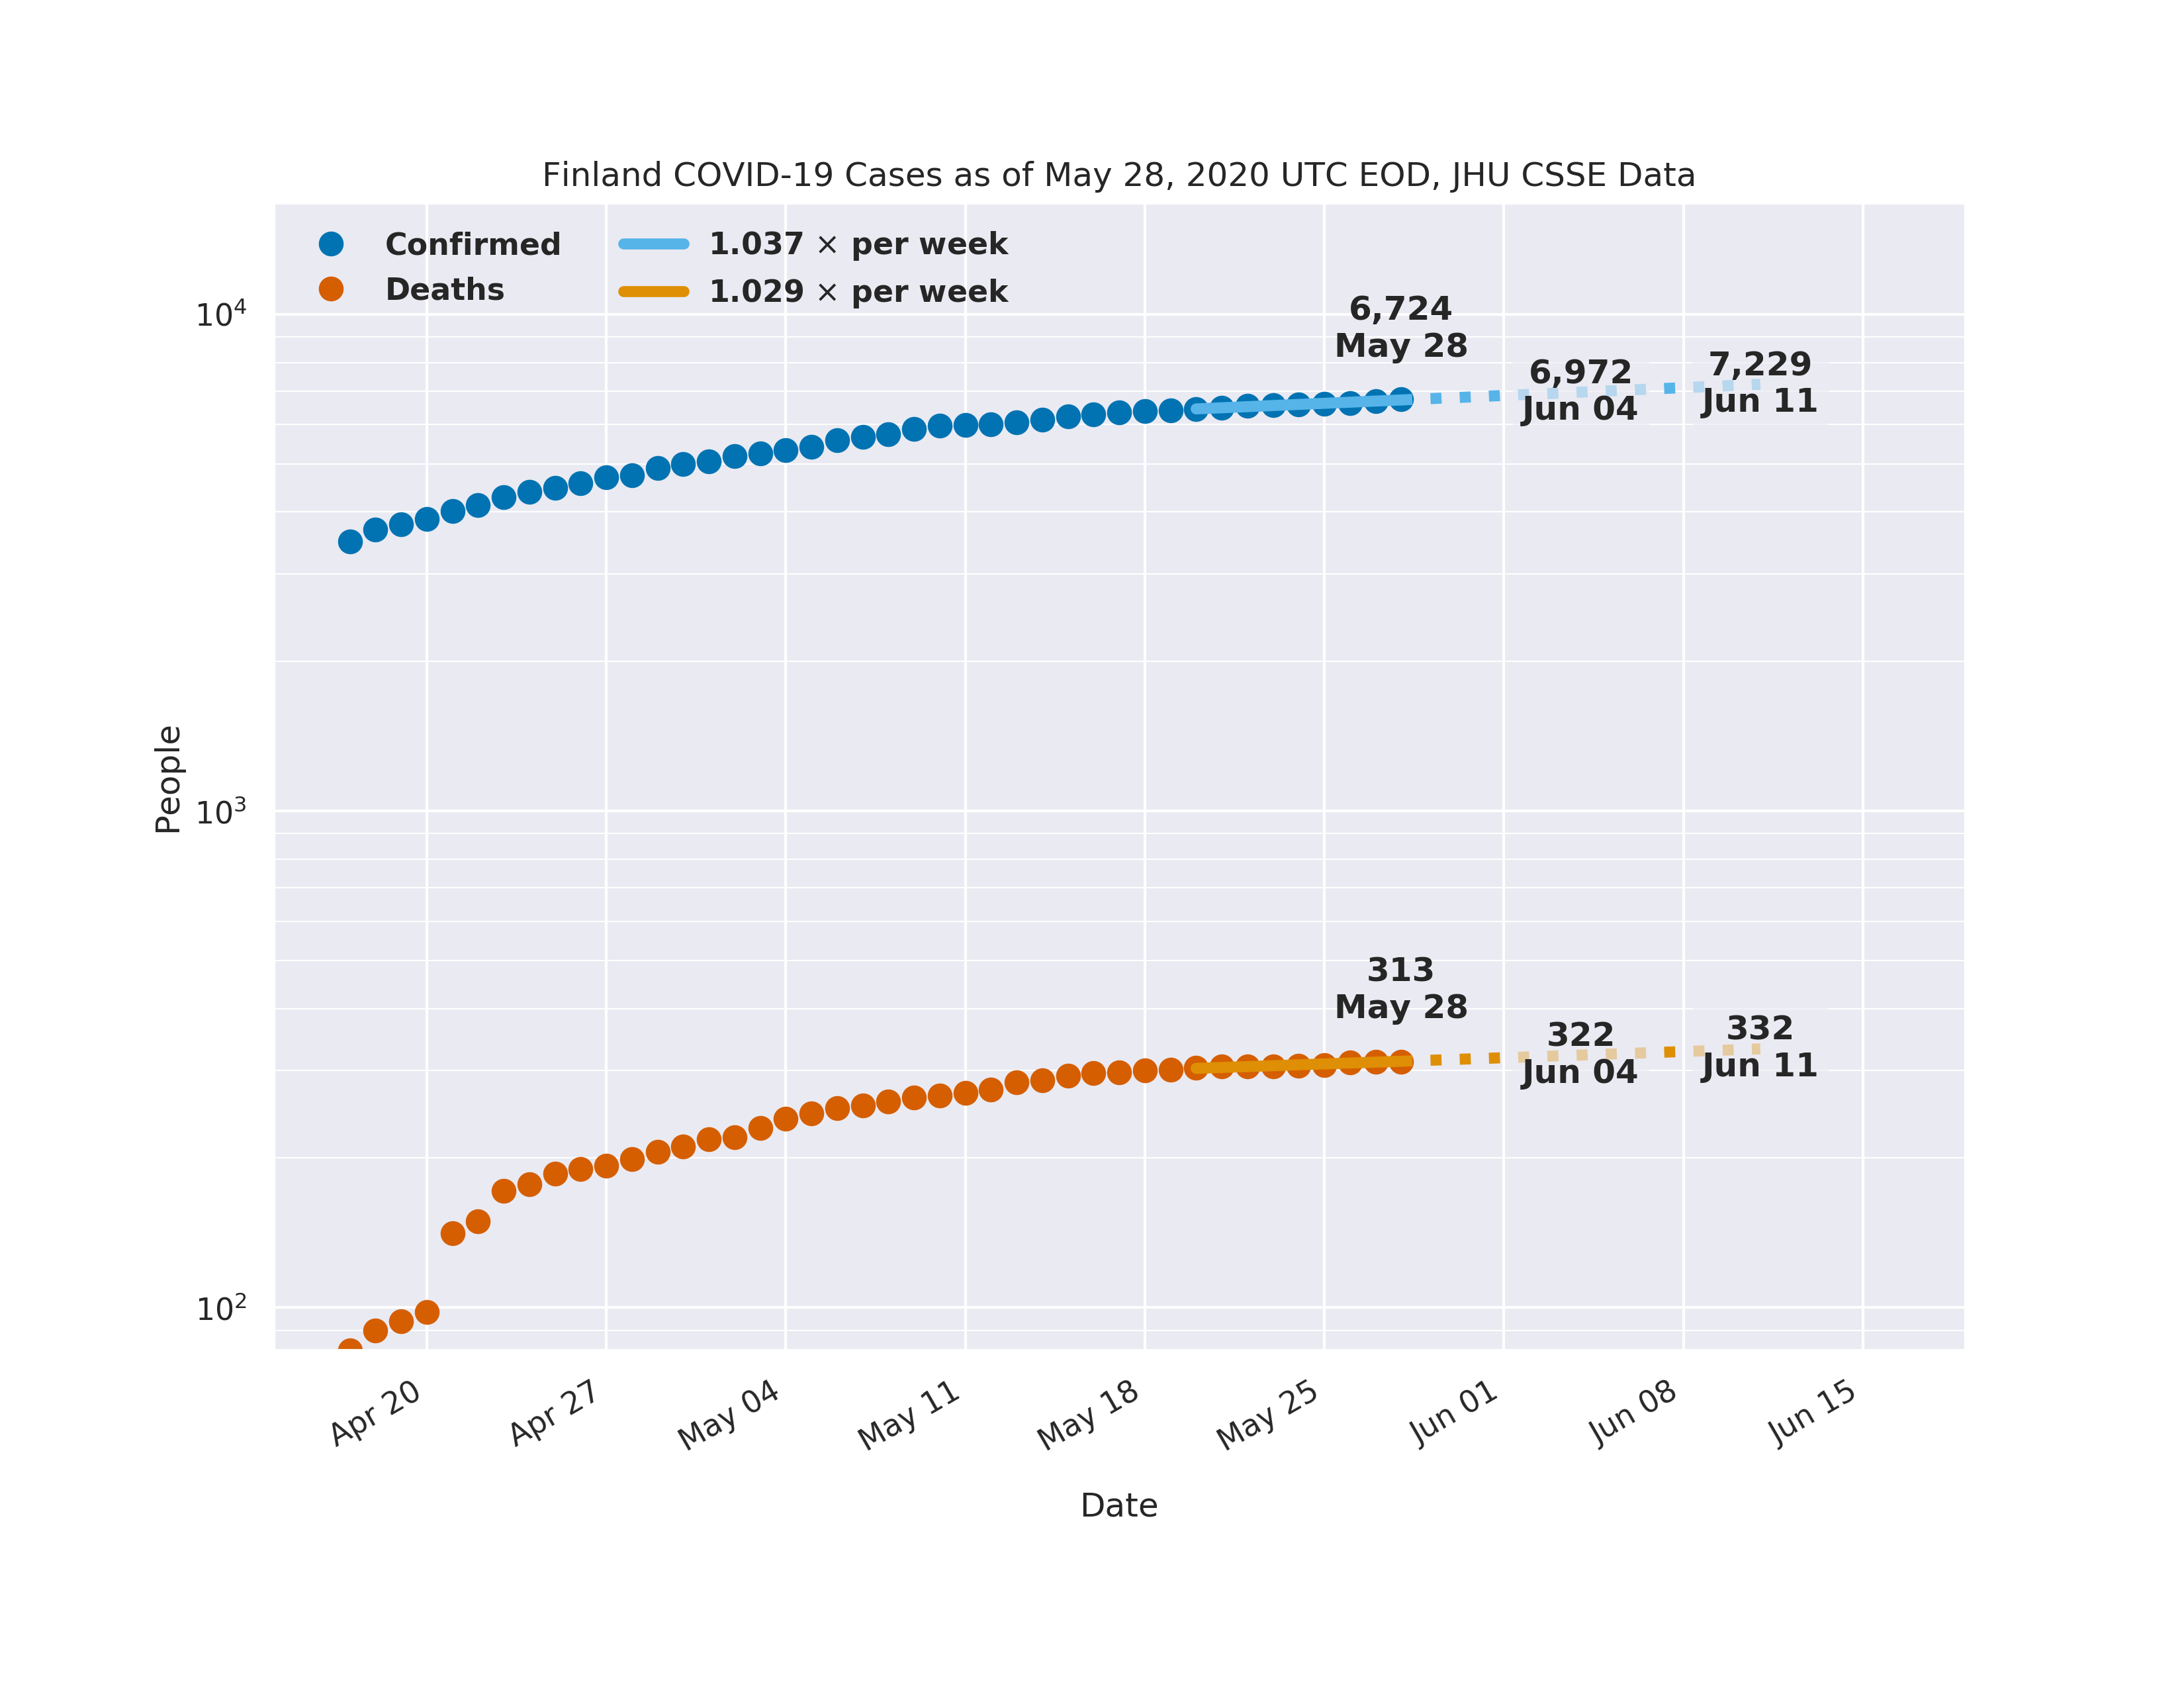 Finland COVID-19 Cases as of May 28, 2020 UTC EOD, JHU CSSE Data
Confirmed
Deaths
1.037 × per week
1.029 × per week
10⁴
10³
10²
People
6,724
May 28
6,972
Jun 04
7,229
Jun 11
313
May 28
322
Jun 04
332
Jun 11
Apr 20
Apr 27
May 04
May 11
May 18
May 25
Jun 01
Jun 08
Jun 15
Date